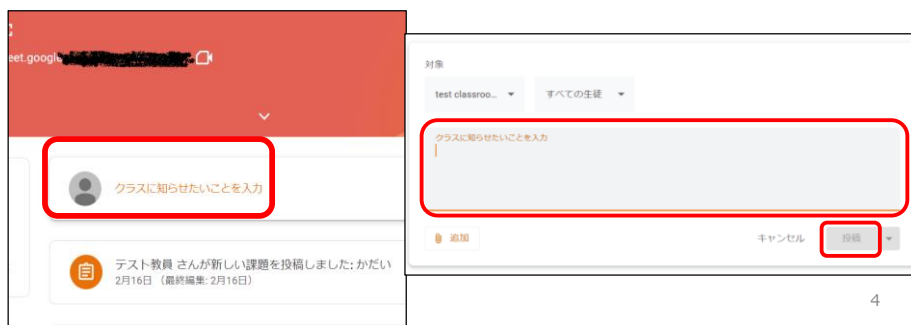 eet.google
クラスに知らせたいことを入力
テスト教員 さんが新しい課題を投稿しました: かだい
2月16日 （最終編集: 2月16日）
対象
test classroo...
すべての生徒
クラスに知らせたいことを入力
追加
キャンセル
投稿
4